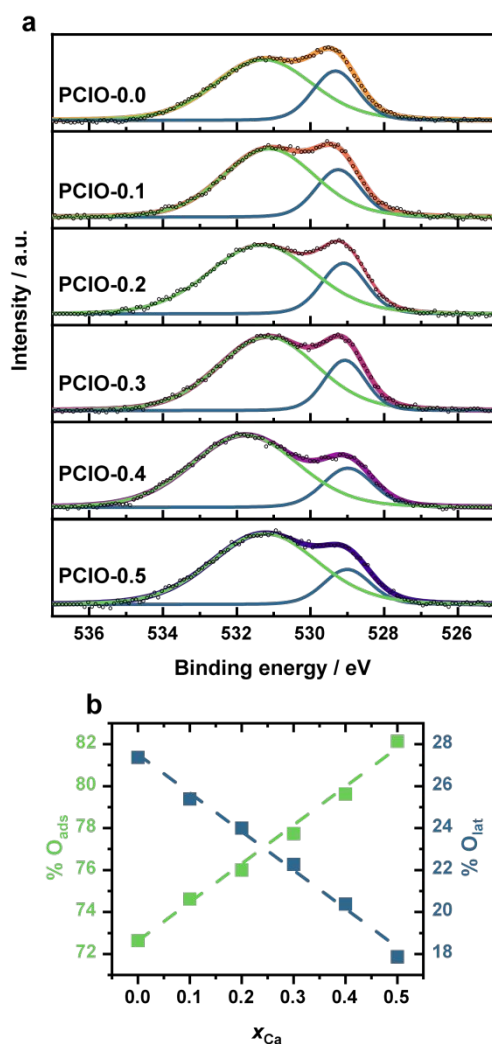 a
PCIO-0.0
PCIO-0.1
PCIO-0.2
PCIO-0.3
PCIO-0.4
PCIO-0.5
Intensity / a.u.
536 534 532 530 528 526
Binding energy / eV
b
82 28
80 26
78 24
76 22
74 20
72 18
% Oads
% Olat
0.0 0.1 0.2 0.3 0.4 0.5
xCa